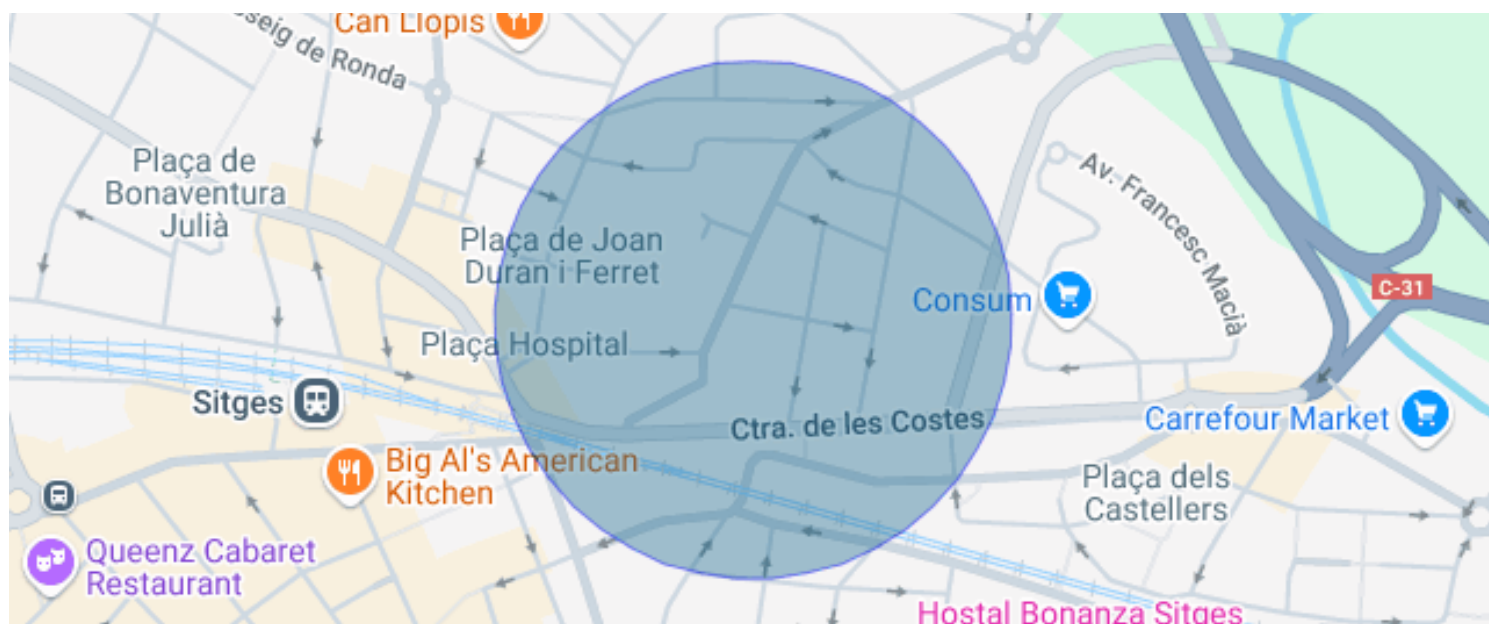 Can Llopis
sseig de Ronda
Plaça de
Bonaventura
Julià
Av. Francesc Macià
Plaça de Joan
Duran i Ferret
C-31
Consum
Plaça Hospital
Sitges
Ctra. de les Costes
Carrefour Market
Big Al's American
Kitchen
Plaça dels
Castellers
Queenz Cabaret
Restaurant
Hostal Bonanza Sitges